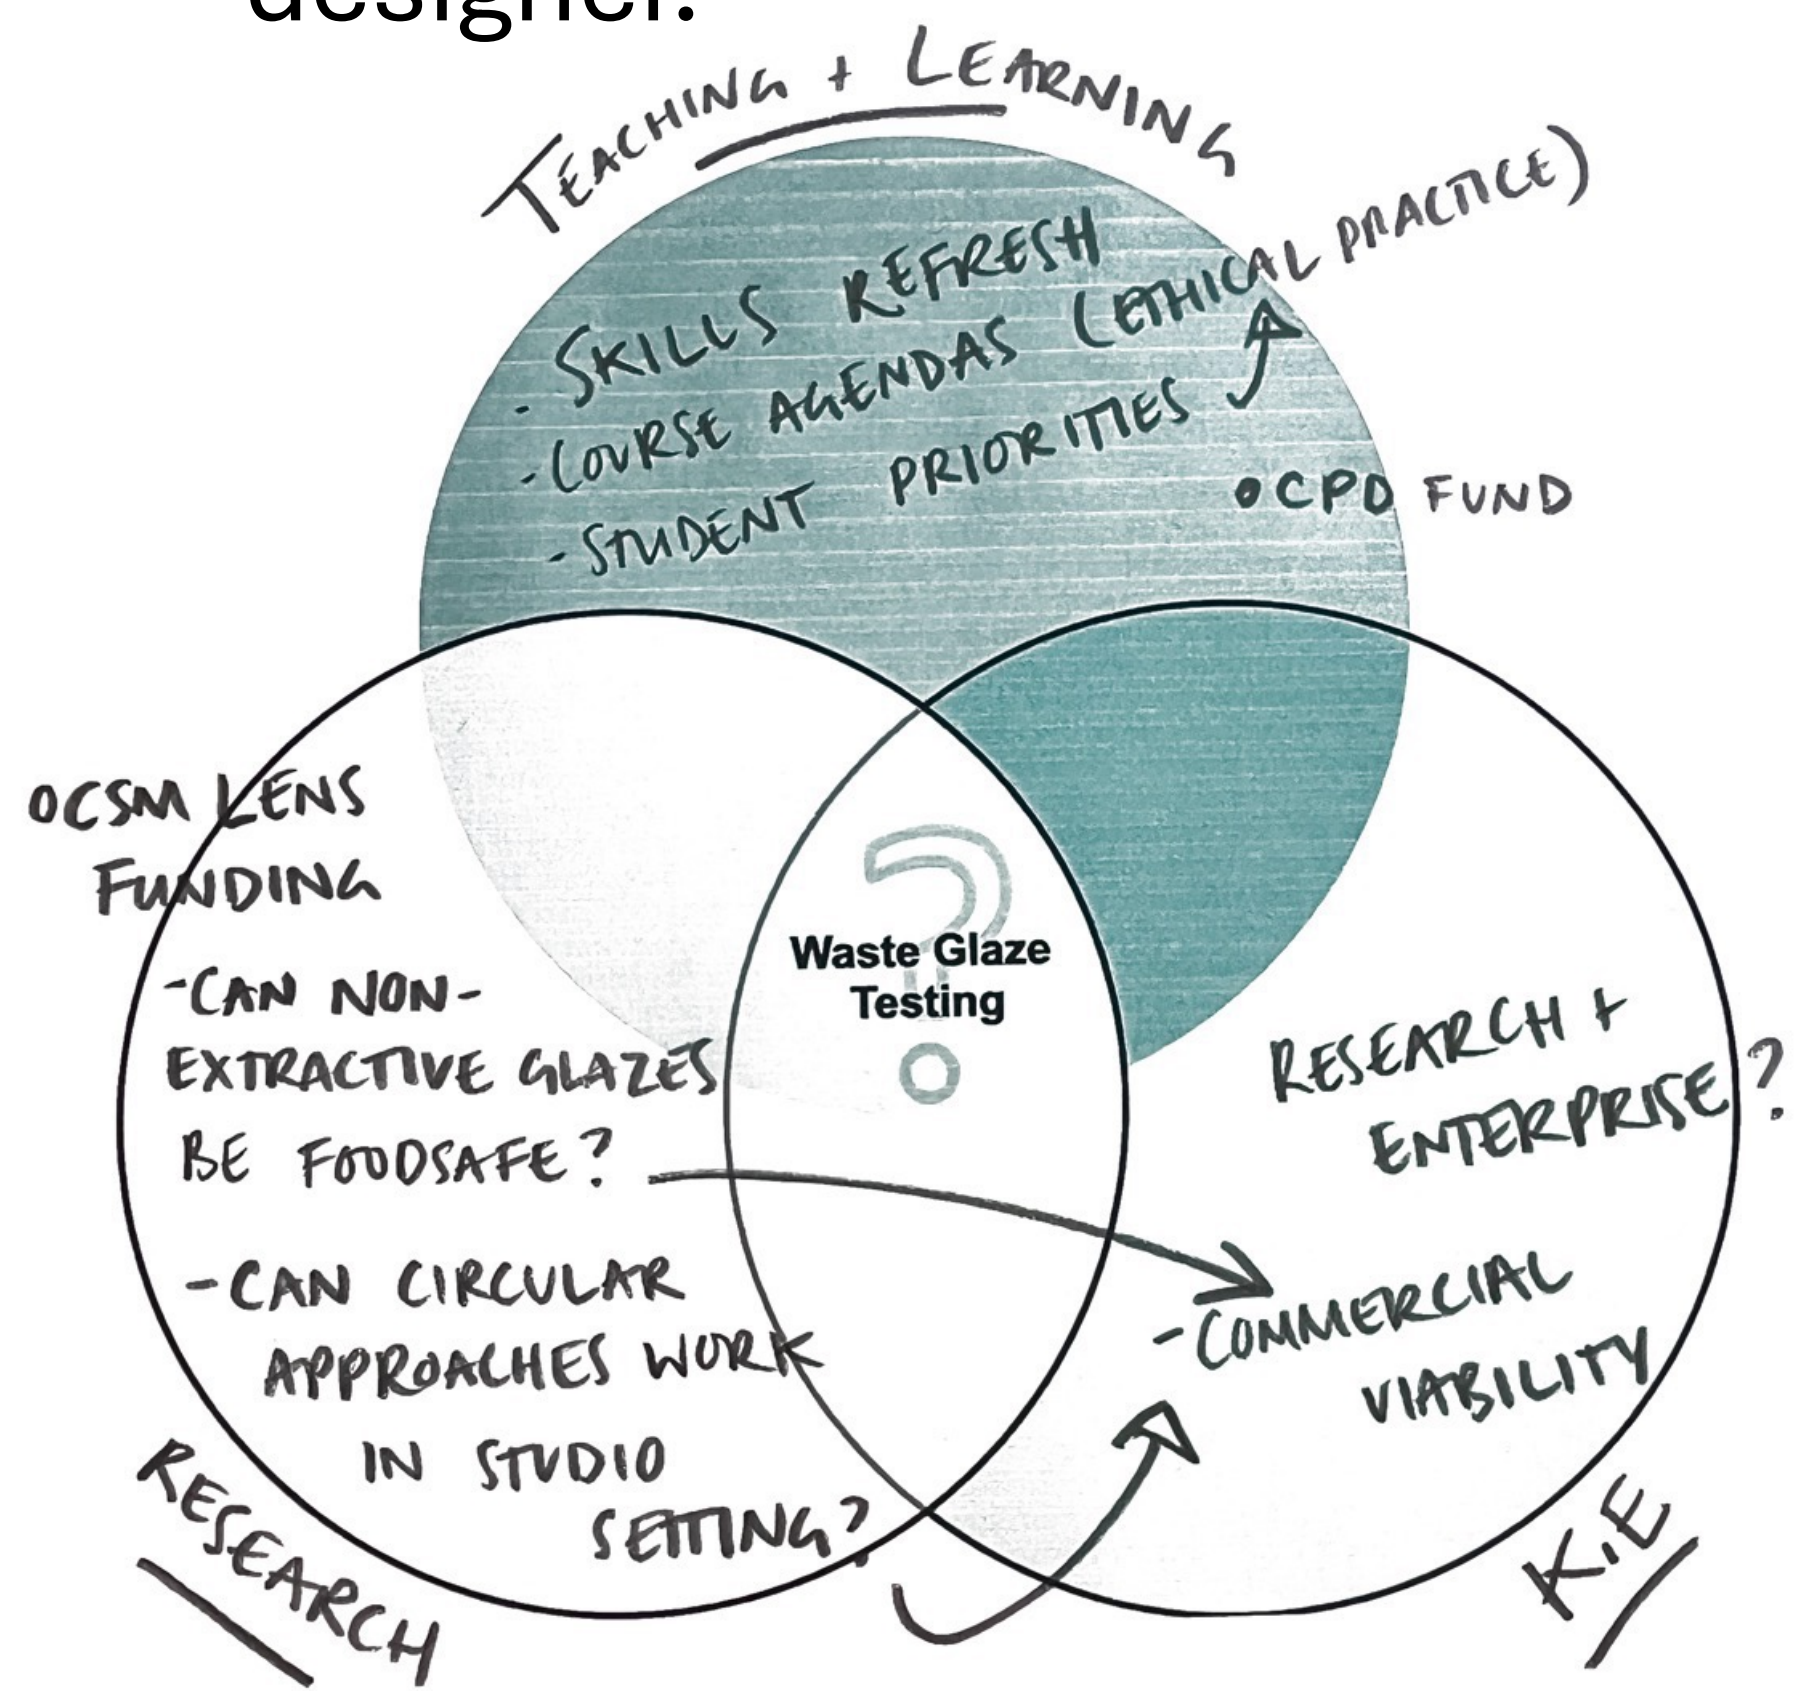 designer.
TEACHING + LEARNING
- SKILLS REFRESH
- COURSE AGENDAS (ETHICAL PRACTICE)
- STUDENT PRIORITIES
• CPD FUND
o CSM LENS
FUNDING
- CAN NON-
EXTRACTIVE GLAZES
BE FOODSAFE?
- CAN CIRCULAR
APPROACHES WORK
IN STUDIO
SETTING?
RESEARCH
?
Waste Glaze
Testing
RESEARCH +
ENTERPRISE?
- COMMERCIAL
VIABILITY
K.E